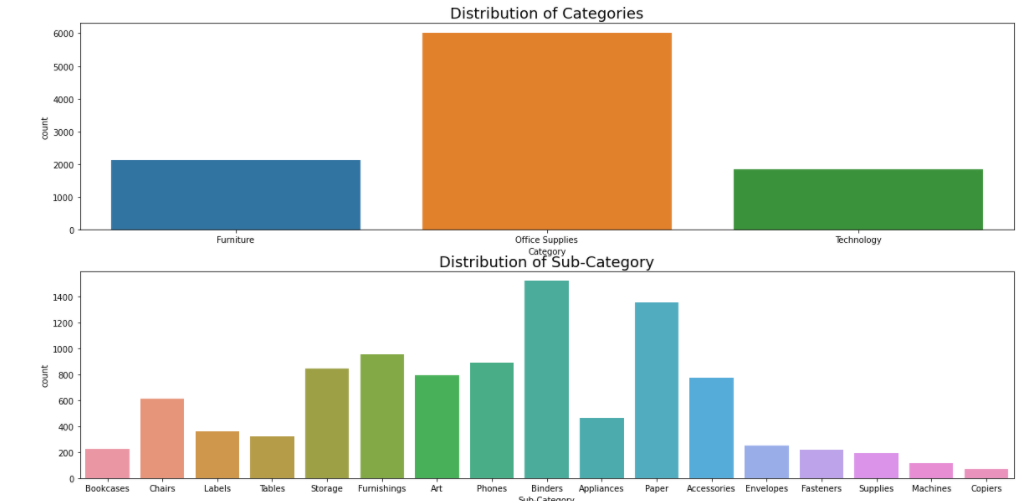 Distribution of Categories
6000
5000
4000
3000
2000
1000
0
count
Furniture Office Supplies Technology
Category
Distribution of Sub-Category
1400
1200
1000
800
600
400
200
0
count
Bookcases Chairs Labels Tables Storage Furnishings Art Phones Binders Appliances Paper Accessories Envelopes Fasteners Supplies Machines Copiers
Sub-Category